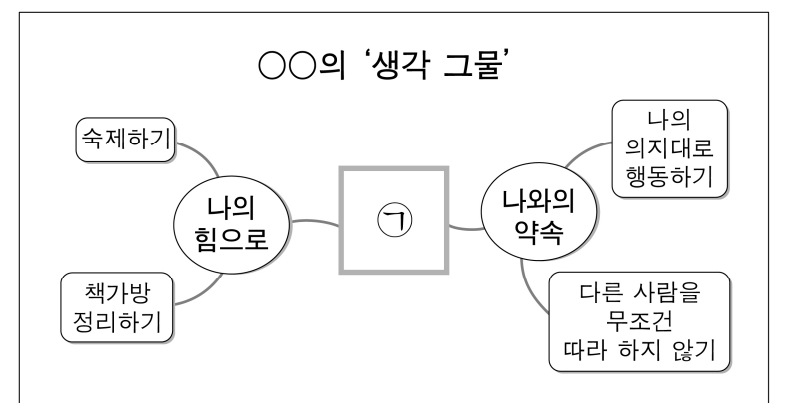 ○○의 ‘생각 그물’
숙제하기
나의
힘으로
책가방
정리하기
㉠
나와의
약속
나의
의지대로
행동하기
다른 사람을
무조건
따라 하지 않기